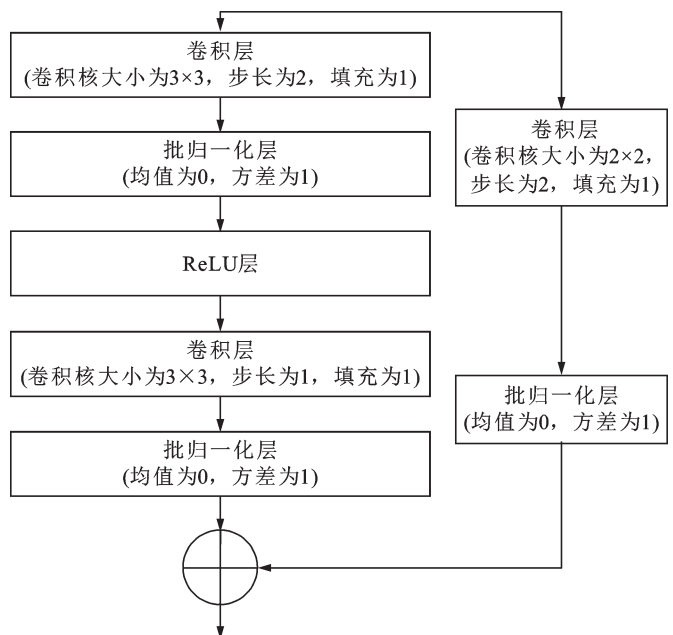 卷积层
(卷积核大小为3×3，步长为2，填充为1)
批归一化层
(均值为0，方差为1)
ReLU层
卷积层
(卷积核大小为3×3，步长为1，填充为1)
批归一化层
(均值为0，方差为1)
卷积层
(卷积核大小为2×2，
步长为2，填充为1)
批归一化层
(均值为0，方差为1)